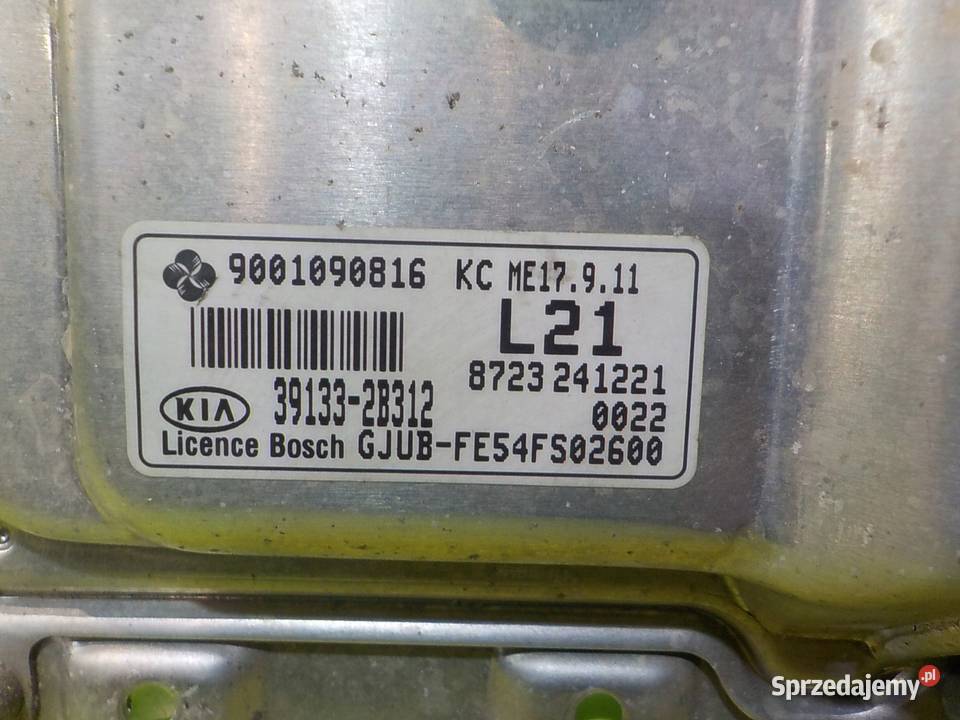 9001090816 KC ME17.9.11
L21
8723 241221
KIA 39133-2B312 0022
Licence Bosch GJUB-FE54FS02600
Sprzedajemy.pl